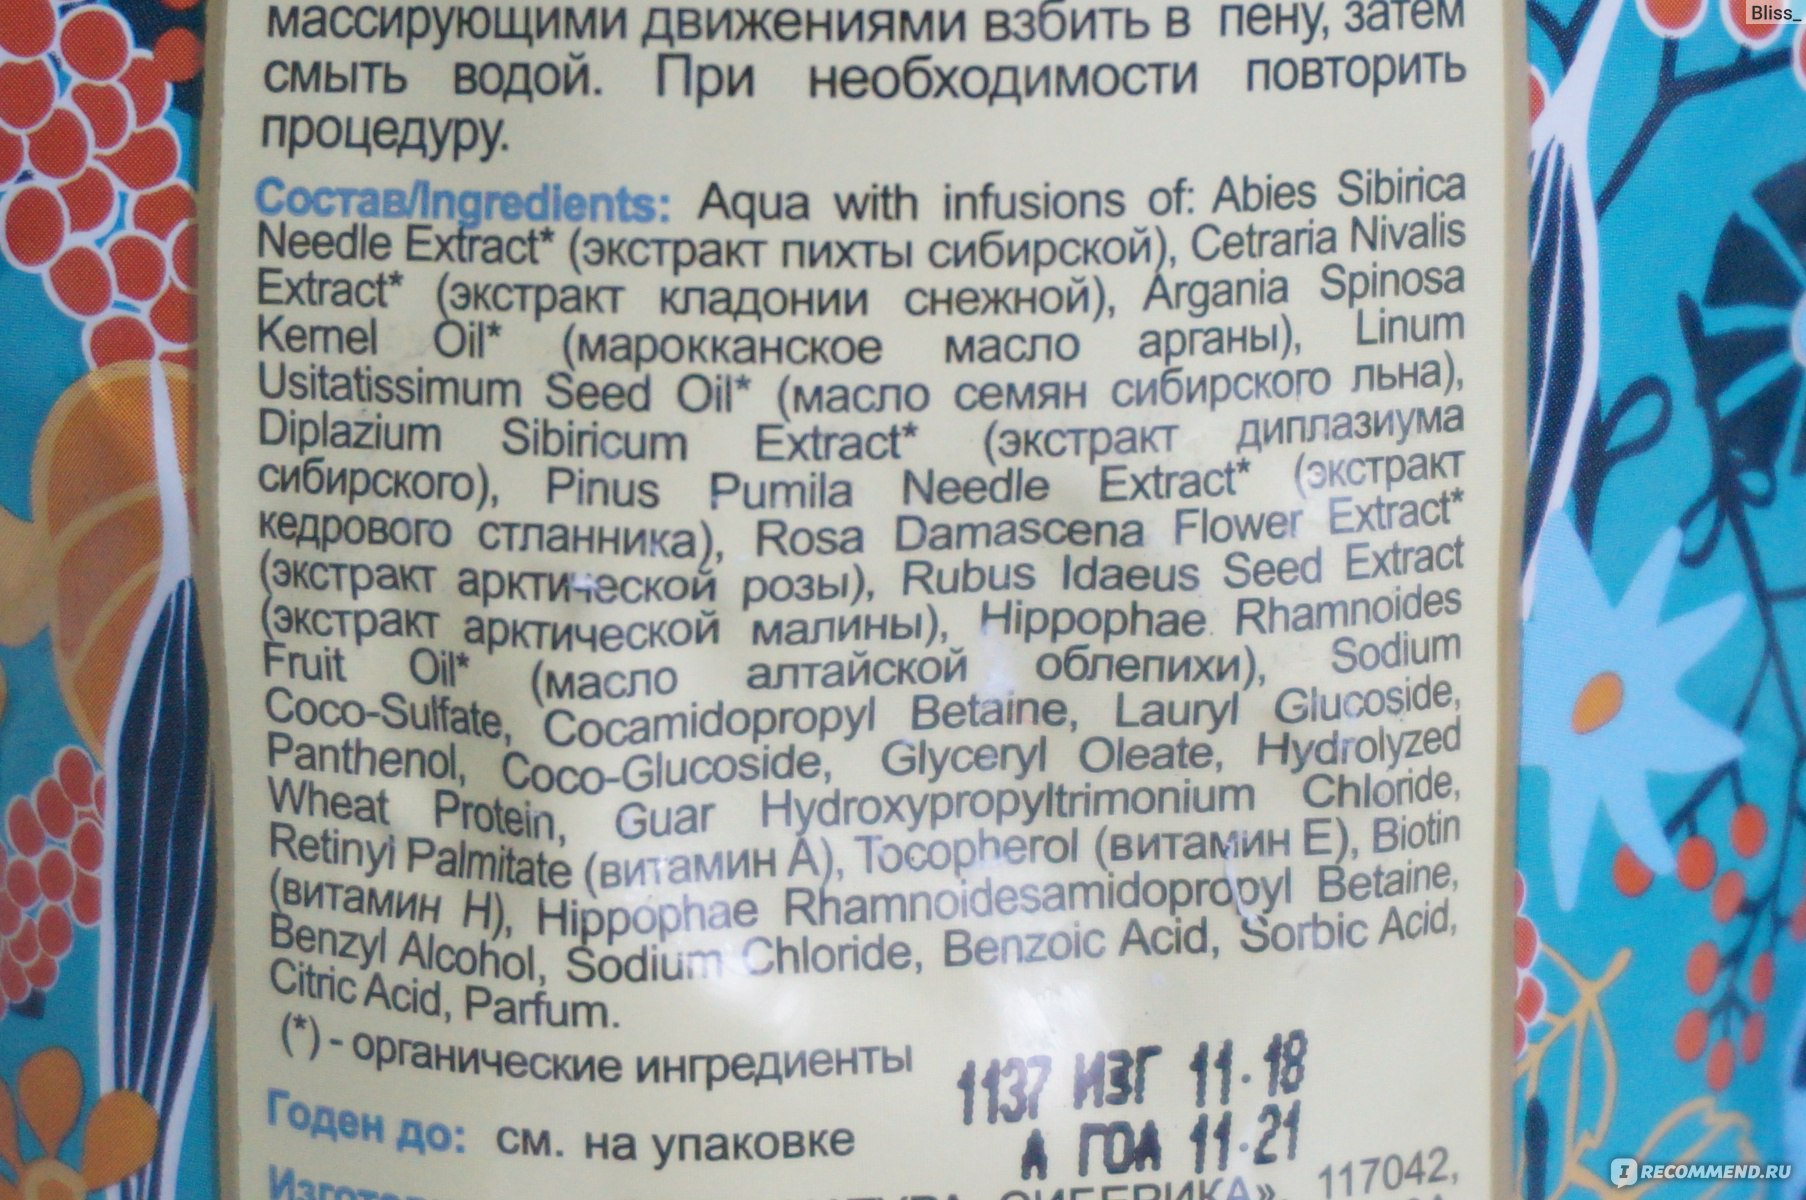 Bliss_
массирующими движениями взбить в пену, затем
смыть водой. При необходимости повторить
процедуру.
Состав/Ingredients: Aqua with infusions of: Abies Sibirica
Needle Extract* (экстракт пихты сибирской), Cetraria Nivalis
Extract* (экстракт кладонии снежной), Argania Spinosa
Kernel Oil* (марокканское масло арганы), Linum
Usitatissimum Seed Oil* (масло семян сибирского льна),
Diplazium Sibiricum Extract* (экстракт диплазиума
сибирского), Pinus Pumila Needle Extract* (экстракт
кедрового стланника), Rosa Damascena Flower Extract*
(экстракт арктической розы), Rubus Idaeus Seed Extract
(экстракт арктической малины), Hippophae Rhamnoides
Fruit Oil* (масло алтайской облепихи), Sodium
Coco-Sulfate, Cocamidopropyl Betaine, Lauryl Glucoside,
Panthenol, Coco-Glucoside, Glyceryl Oleate, Hydrolyzed
Wheat Protein, Guar Hydroxypropyltrimonium Chloride,
Retinyl Palmitate (витамин А), Tocopherol (витамин Е), Biotin
(витамин Н), Hippophae Rhamnoidesamidopropyl Betaine,
Benzyl Alcohol, Sodium Chloride, Benzoic Acid, Sorbic Acid,
Citric Acid, Parfum.
(*) - органические ингредиенты
1137 ИЗГ 11.18
Годен до: см. на упаковке
А ГОД 11.21
117042,
IRECOMMEND.RU